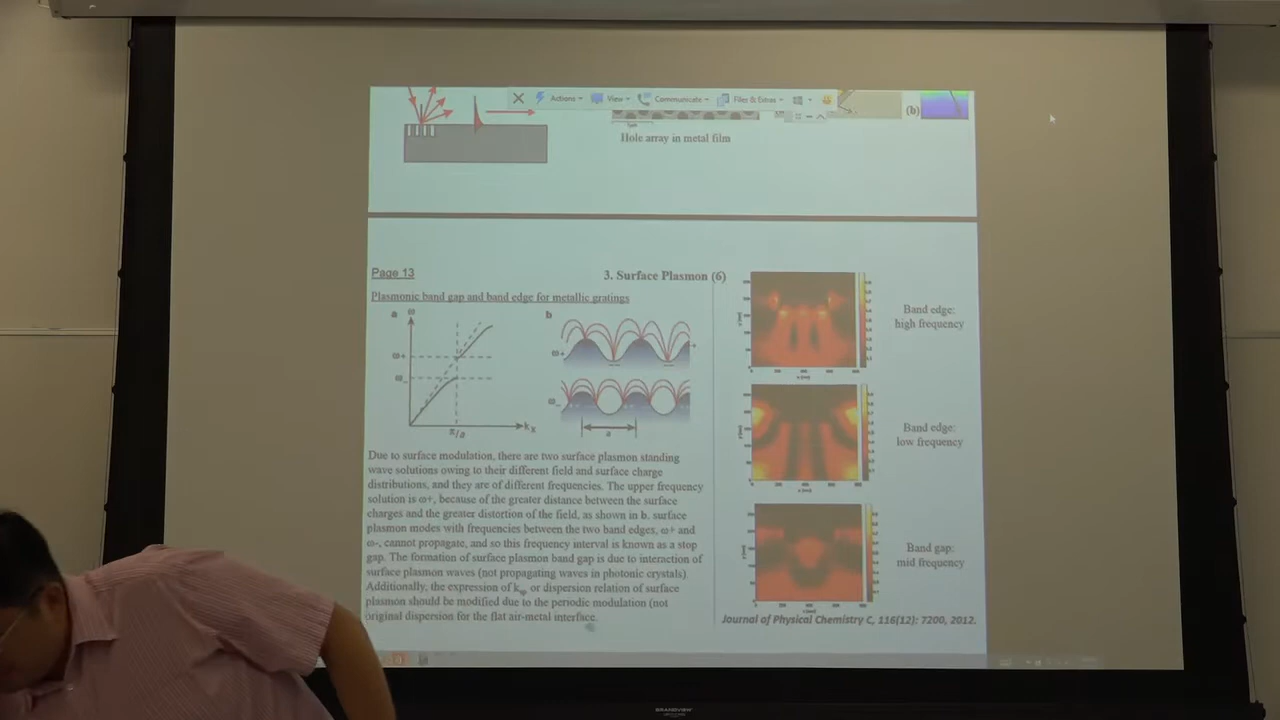 Actions View Communicate Files & Extras
(b)
Hole array in metal film
Page 13
3. Surface Plasmon (6)
Plasmonic band gap and band edge for metallic gratings
a
ω
b
ω+
ω+
ω-
ω-
π/a
kx
a
Band edge:
high frequency
Band edge:
low frequency
Band gap:
mid frequency
Due to surface modulation, there are two surface plasmon standing
wave solutions owing to their different field and surface charge
distributions, and they are of different frequencies. The upper frequency
solution is ω+, because of the greater distance between the surface
charges and the greater distortion of the field, as shown in b. surface
plasmon modes with frequencies between the two band edges, ω+ and
ω-, cannot propagate, and so this frequency interval is known as a stop
gap. The formation of surface plasmon band gap is due to interaction of
surface plasmon waves (not propagating waves in photonic crystals)
Additionally, the expression of ksp or dispersion relation of surface
plasmon should be modified due to the periodic modulation (not
original dispersion for the flat air-metal interface.
Journal of Physical Chemistry C, 116(12): 7200, 2012.
BRANDVIEW